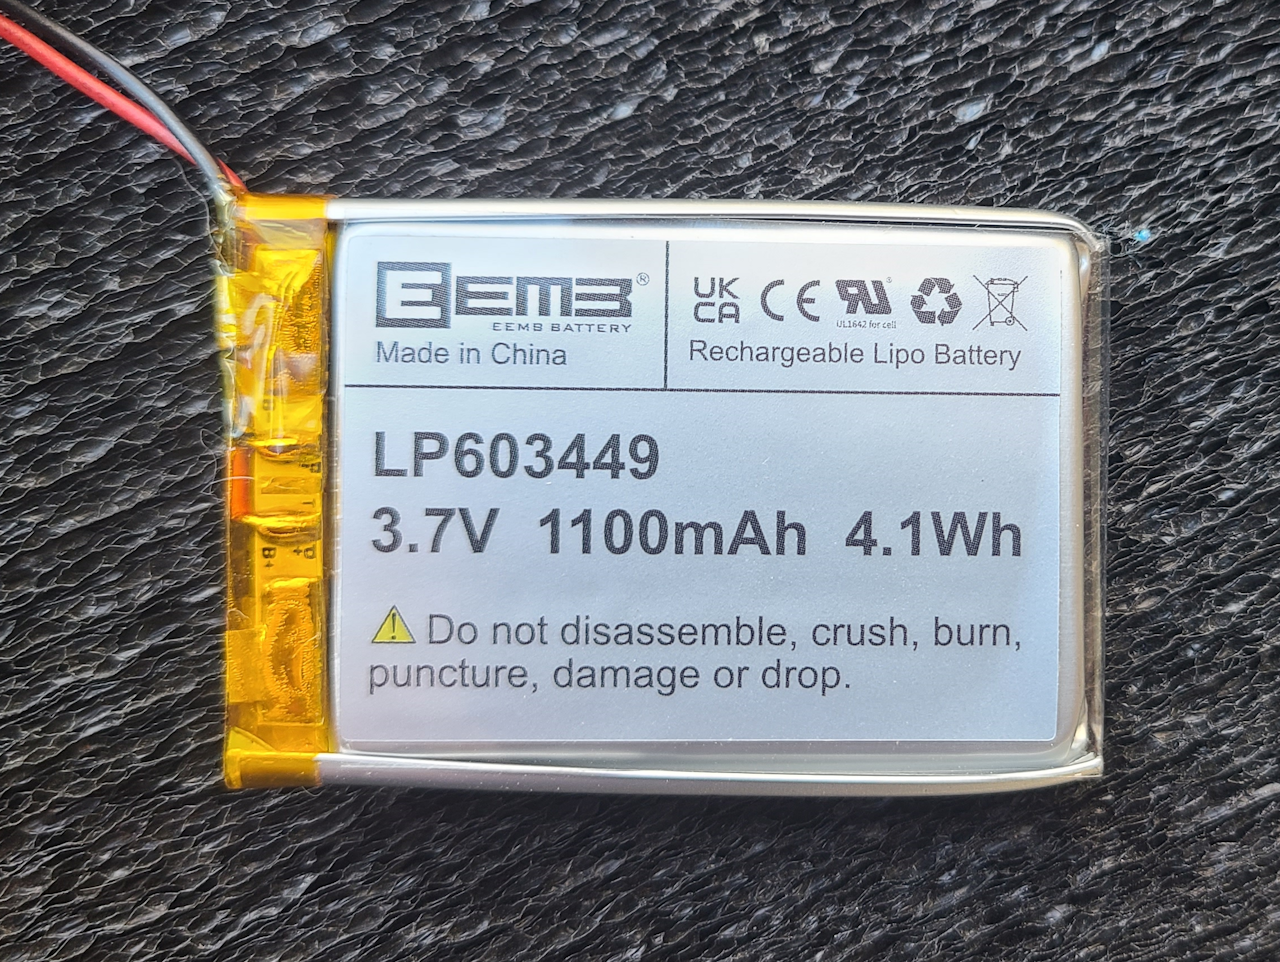 EEMB®
EEMB BATTERY
Made in China
UK
CA CE UL®
UL1642 for cell
Rechargeable Lipo Battery
LP603449
3.7V 1100mAh 4.1Wh
Do not disassemble, crush, burn,
puncture, damage or drop.
B+